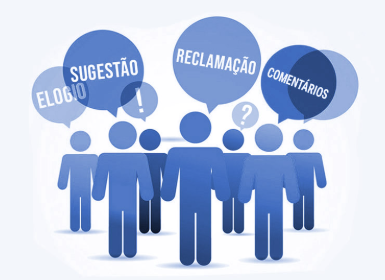 ELOGIO
SUGESTÃO
!
RECLAMAÇÃO
?
COMENTÁRIOS